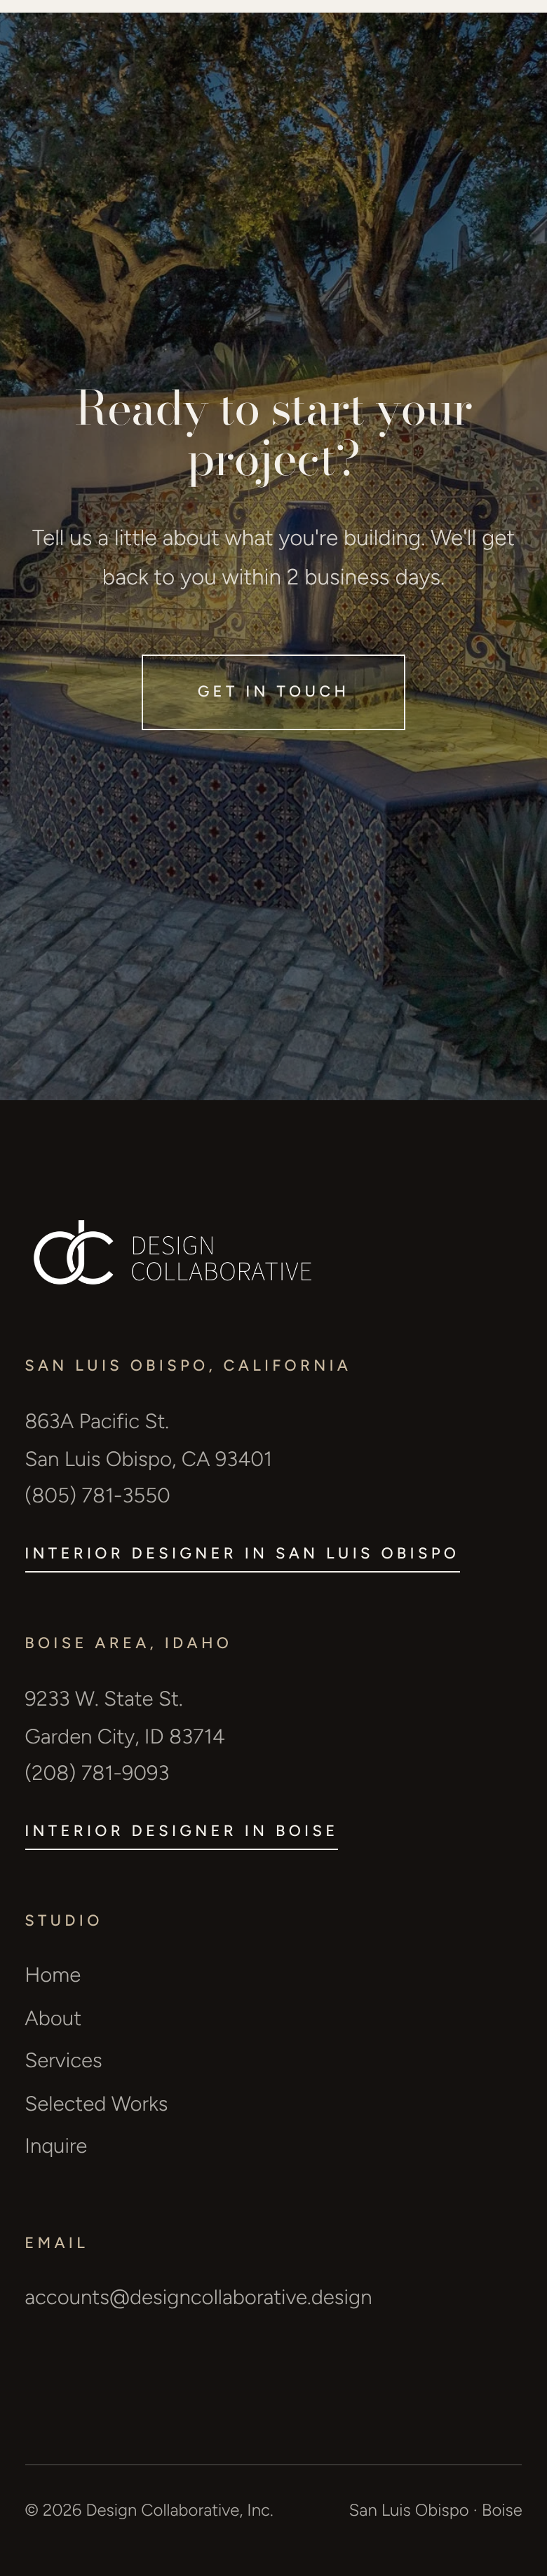 Ready to start your
project?
Tell us a little about what you're building. We'll get
back to you within 2 business days.
GET IN TOUCH
dc DESIGN
COLLABORATIVE
SAN LUIS OBISPO, CALIFORNIA
863A Pacific St.
San Luis Obispo, CA 93401
(805) 781-3550
INTERIOR DESIGNER IN SAN LUIS OBISPO
BOISE AREA, IDAHO
9233 W. State St.
Garden City, ID 83714
(208) 781-9093
INTERIOR DESIGNER IN BOISE
STUDIO
Home
About
Services
Selected Works
Inquire
EMAIL
accounts@designcollaborative.design
© 2026 Design Collaborative, Inc. San Luis Obispo · Boise